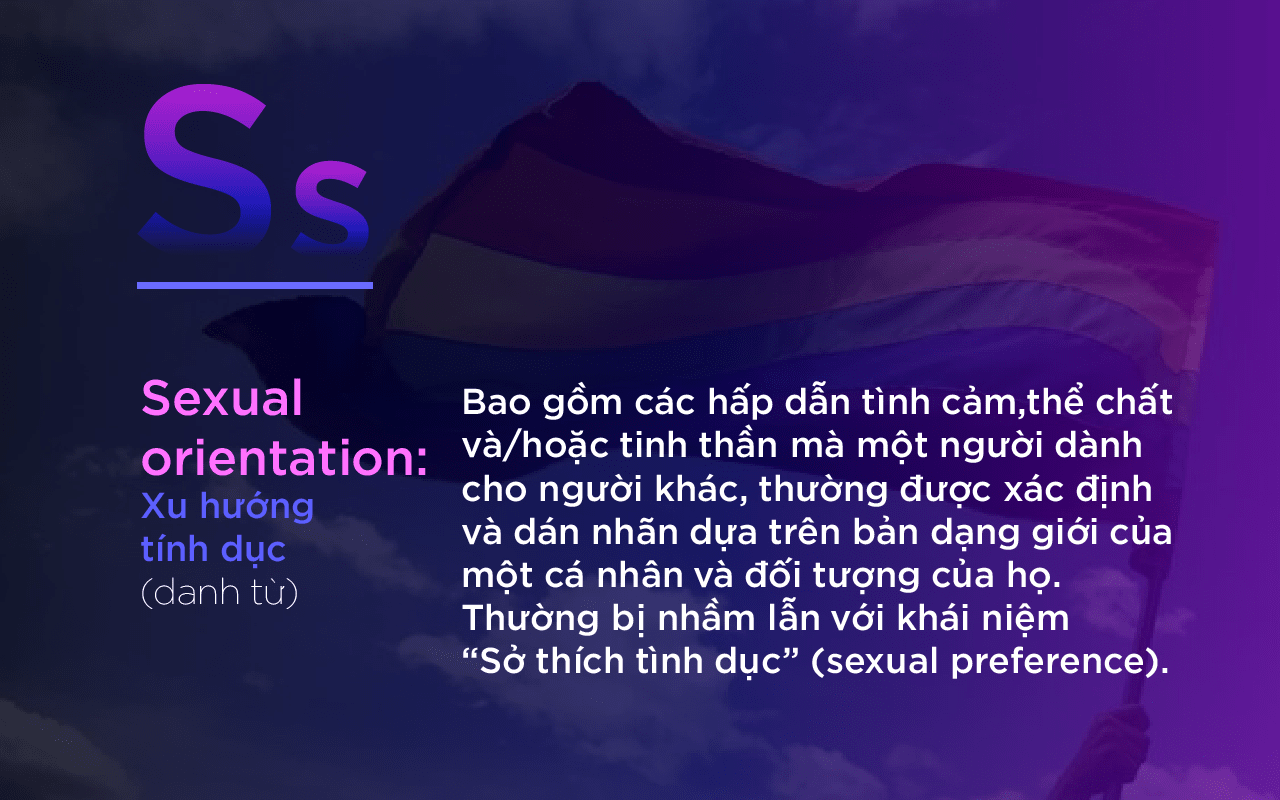 Ss
Sexual
orientation:
Xu hướng
tính dục
(danh từ)
Bao gồm các hấp dẫn tình cảm,thể chất
và/hoặc tinh thần mà một người dành
cho người khác, thường được xác định
và dán nhãn dựa trên bản dạng giới của
một cá nhân và đối tượng của họ.
Thường bị nhầm lẫn với khái niệm
“Sở thích tình dục” (sexual preference).